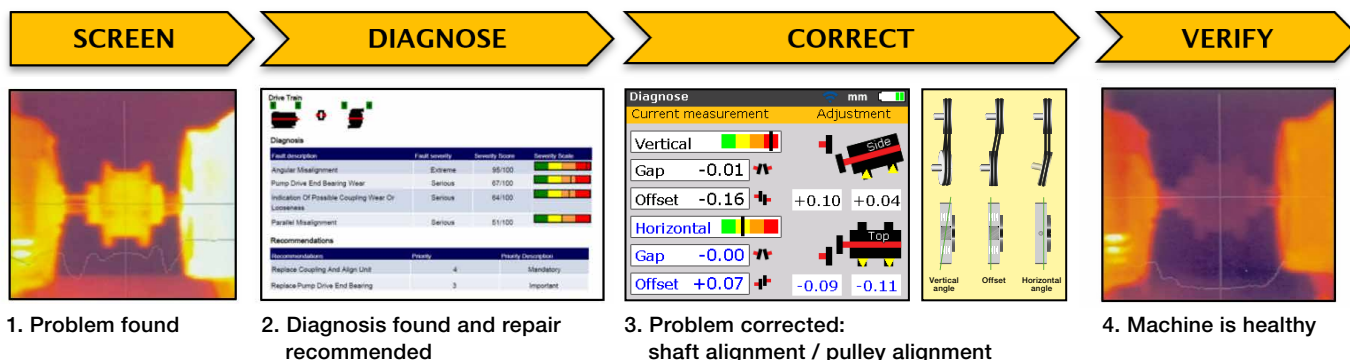 SCREEN
DIAGNOSE
CORRECT
VERIFY
Drive Train
Diagnosis
Fault description Fault severity Severity Score Severity Scale
Angular Misalignment Extreme 95/100
Pump Drive End Bearing Wear Serious 67/100
Indication Of Possible Coupling Wear Or Looseness Serious 64/100
Parallel Misalignment Serious 51/100
Recommendations
Recommendations Priority Priority Description
Replace Coupling And Align Unit 4 Mandatory
Replace Pump Drive End Bearing 3 Important
Diagnose mm
Current measurement Adjustment
Vertical
Side
Gap -0.01
Offset -0.16 +0.10 +0.04
Horizontal
Top
Gap -0.00
Offset +0.07 -0.09 -0.11
Vertical angle
Offset
Horizontal angle
1. Problem found
2. Diagnosis found and repair
recommended
3. Problem corrected:
shaft alignment / pulley alignment
4. Machine is healthy